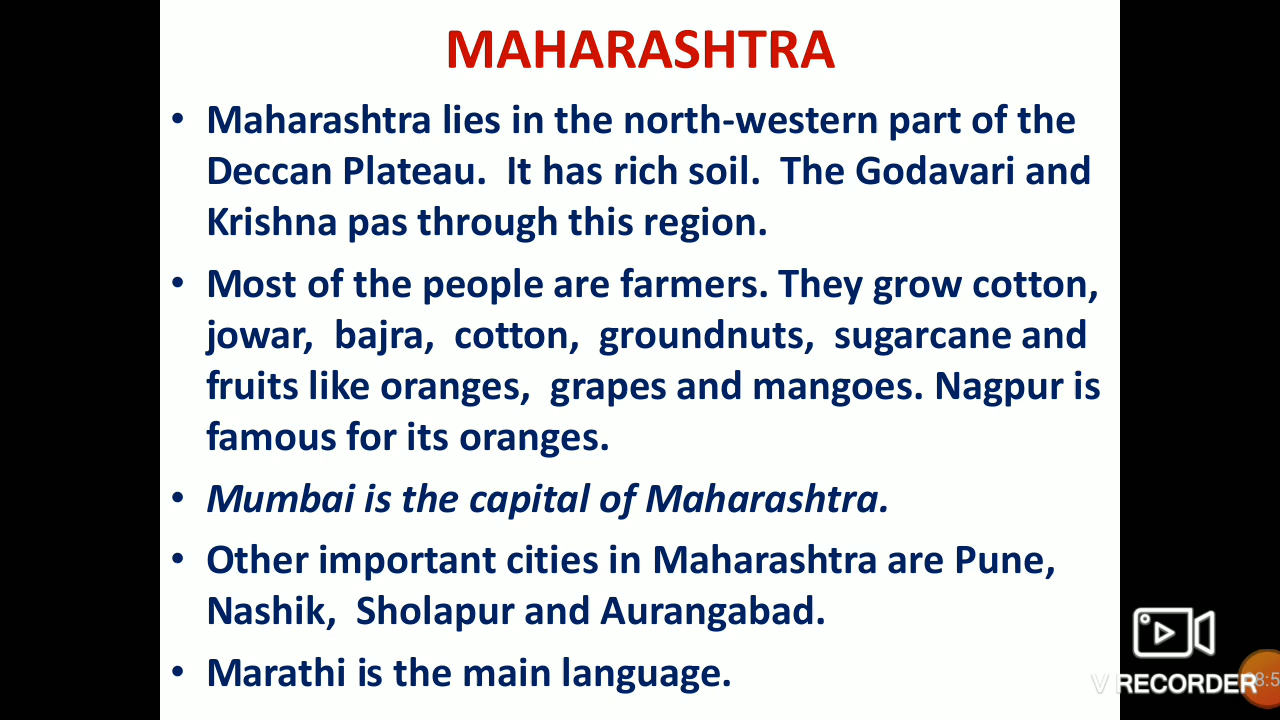 MAHARASHTRA
• Maharashtra lies in the north-western part of the
Deccan Plateau.  It has rich soil.  The Godavari and
Krishna pas through this region.
• Most of the people are farmers. They grow cotton,
jowar,  bajra,  cotton,  groundnuts,  sugarcane and
fruits like oranges,  grapes and mangoes. Nagpur is
famous for its oranges.
• Mumbai is the capital of Maharashtra.
• Other important cities in Maharashtra are Pune,
Nashik,  Sholapur and Aurangabad.
• Marathi is the main language.
V RECORDER